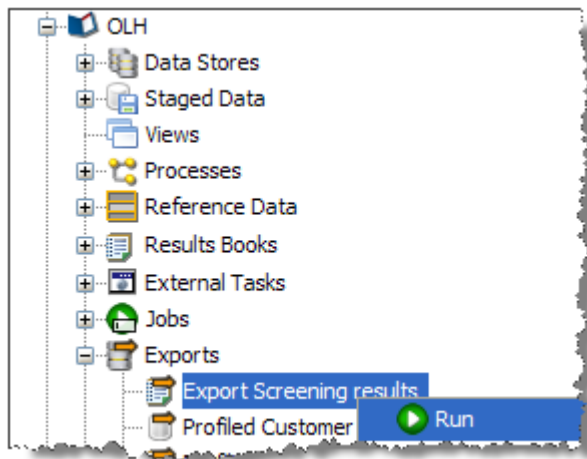 OLH
Data Stores
Staged Data
Views
Processes
Reference Data
Results Books
External Tasks
Jobs
Exports
Export Screening results
Run
Profiled Customer